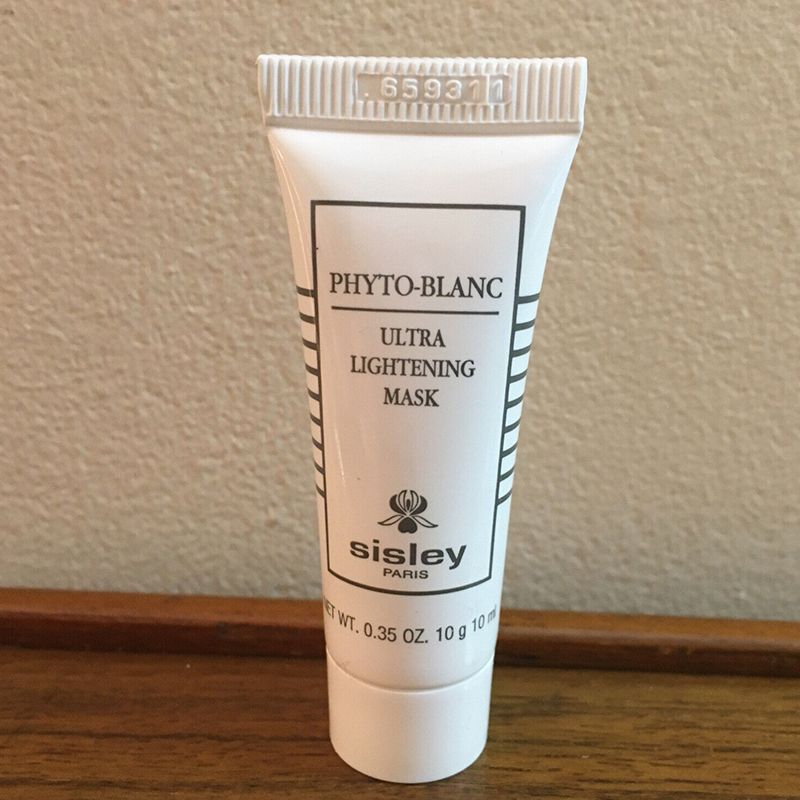 .659311
PHYTO-BLANC
ULTRA
LIGHTENING
MASK
sisley
PARIS
NET WT. 0.35 OZ. 10 g 10 ml